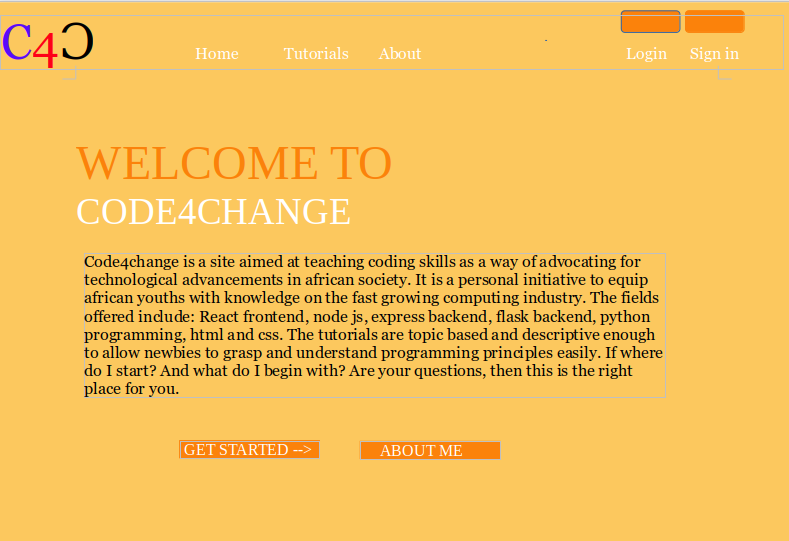 C4Ɔ
Home Tutorials About Login Sign in
WELCOME TO
CODE4CHANGE
Code4change is a site aimed at teaching coding skills as a way of advocating for
technological advancements in african society. It is a personal initiative to equip
african youths with knowledge on the fast growing computing industry. The fields
offered include: React frontend, node js, express backend, flask backend, python
programming, html and css. The tutorials are topic based and descriptive enough
to allow newbies to grasp and understand programming principles easily. If where
do I start? And what do I begin with? Are your questions, then this is the right
place for you.
GET STARTED --> ABOUT ME